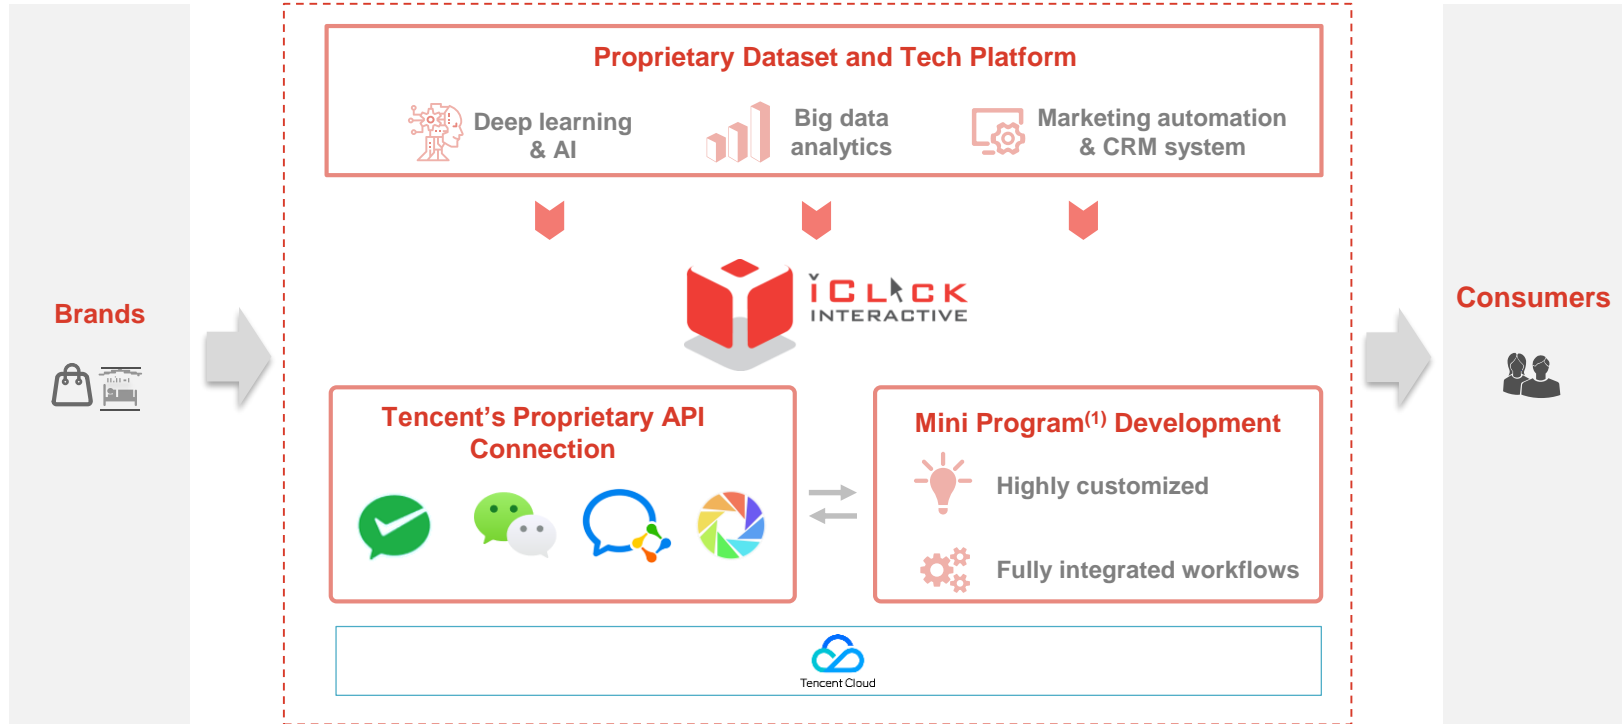 Proprietary Dataset and Tech Platform
Deep learning
& AI
Big data
analytics
Marketing automation
& CRM system
iCLICK
INTERACTIVE
Brands
Consumers
Tencent’s Proprietary API
Connection
Mini Program(1) Development
Highly customized
Fully integrated workflows
Tencent Cloud